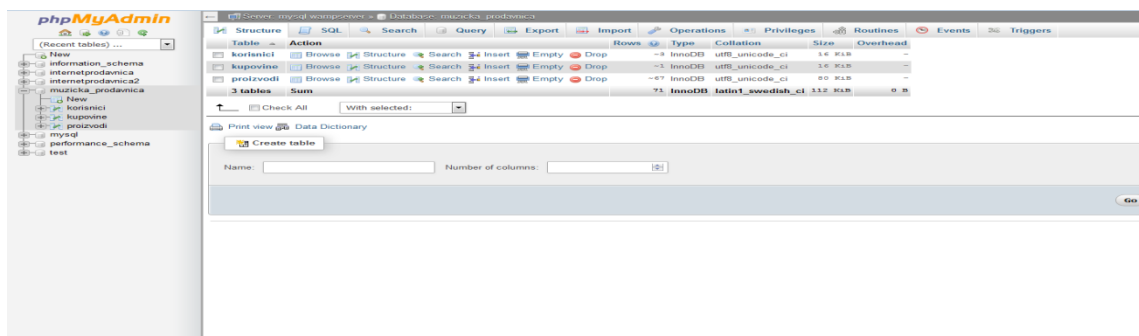 phpMyAdmin
(Recent tables) ...
New
information_schema
internetprodavnica
internetprodavnica2
muzicka_prodavnica
New
korisnici
kupovine
proizvodi
mysql
performance_schema
test
Server: mysql wampserver » Database: muzicka_prodavnica
Structure SQL Search Query Export Import Operations Privileges Routines Events Triggers
Table Action Rows Type Collation Size Overhead
korisnici Browse Structure Search Insert Empty Drop ~3 InnoDB utf8_unicode_ci 16 KiB -
kupovine Browse Structure Search Insert Empty Drop ~1 InnoDB utf8_unicode_ci 16 KiB -
proizvodi Browse Structure Search Insert Empty Drop ~67 InnoDB utf8_unicode_ci 80 KiB -
3 tables Sum 71 InnoDB latin1_swedish_ci 112 KiB 0 B
Check All With selected:
Print view Data Dictionary
Create table
Name: Number of columns:
Go